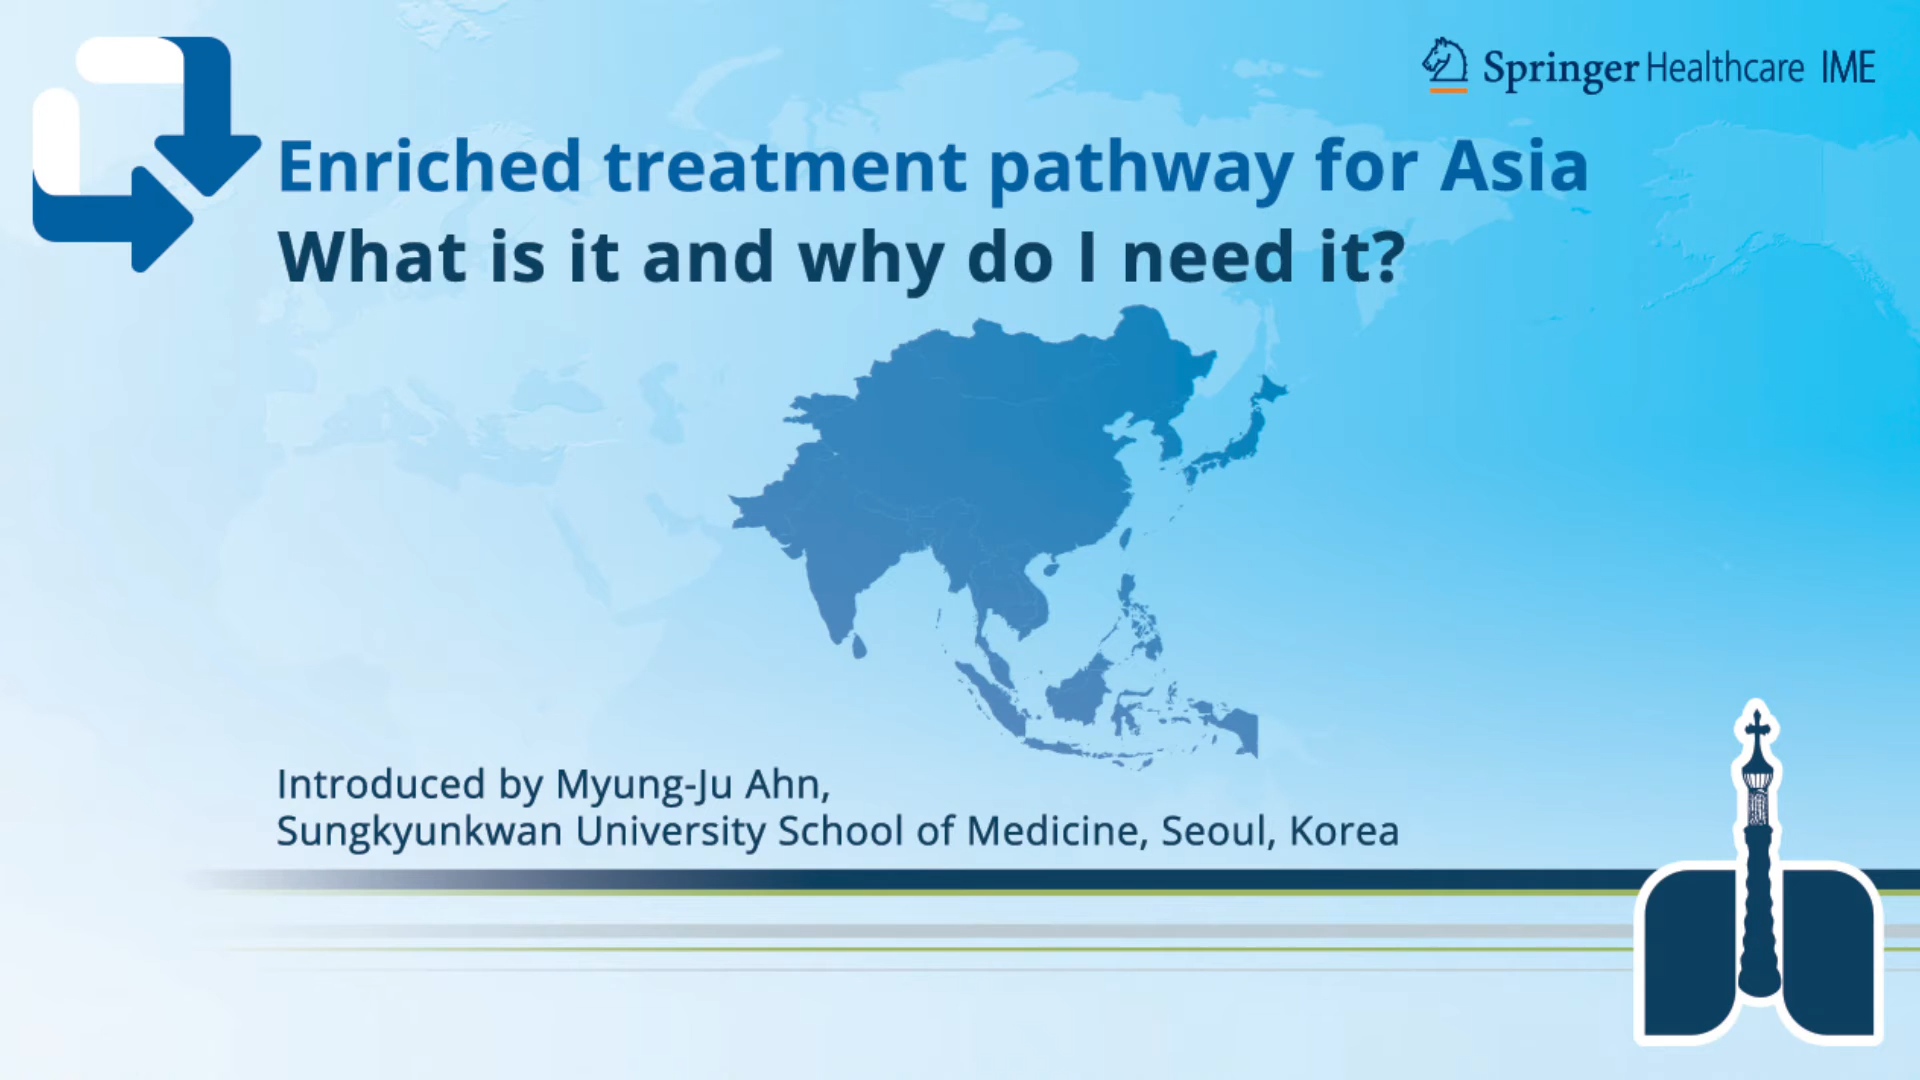 Springer Healthcare IME
Enriched treatment pathway for Asia
What is it and why do I need it?
Introduced by Myung-Ju Ahn,
Sungkyunkwan University School of Medicine, Seoul, Korea